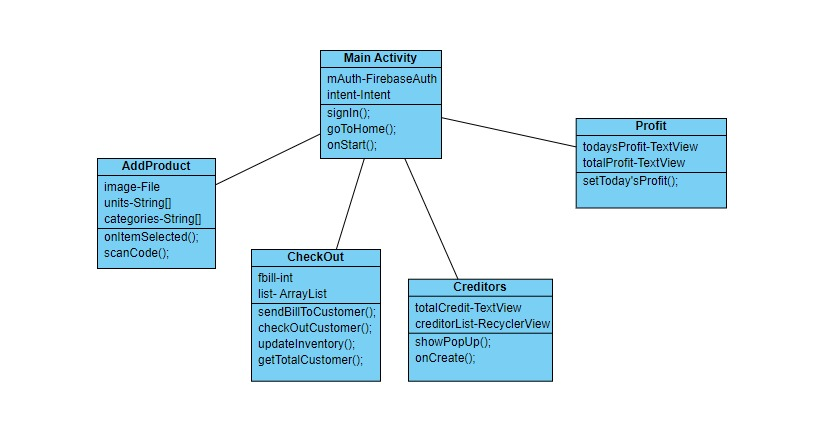 Main Activity
mAuth-FirebaseAuth
intent-Intent
signIn();
goToHome();
onStart();
Profit
todaysProfit-TextView
totalProfit-TextView
setToday'sProfit();
AddProduct
image-File
units-String[]
categories-String[]
onItemSelected();
scanCode();
CheckOut
fbill-int
list- ArrayList
sendBillToCustomer();
checkOutCustomer();
updateInventory();
getTotalCustomer();
Creditors
totalCredit-TextView
creditorList-RecyclerView
showPopUp();
onCreate();